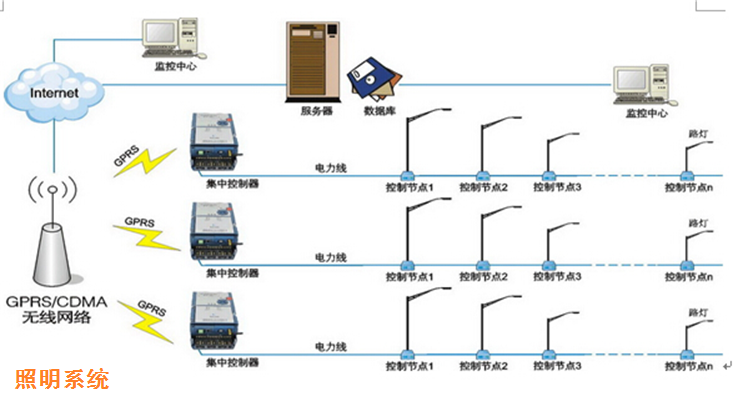 监控中心
Internet
服务器
数据库
监控中心
GPRS
集中控制器
电力线
控制节点1
控制节点2
控制节点3
路灯
控制节点n
GPRS
集中控制器
电力线
控制节点1
控制节点2
控制节点3
路灯
控制节点n
GPRS/CDMA
无线网络
GPRS
集中控制器
电力线
控制节点1
控制节点2
控制节点3
路灯
控制节点n
照明系统